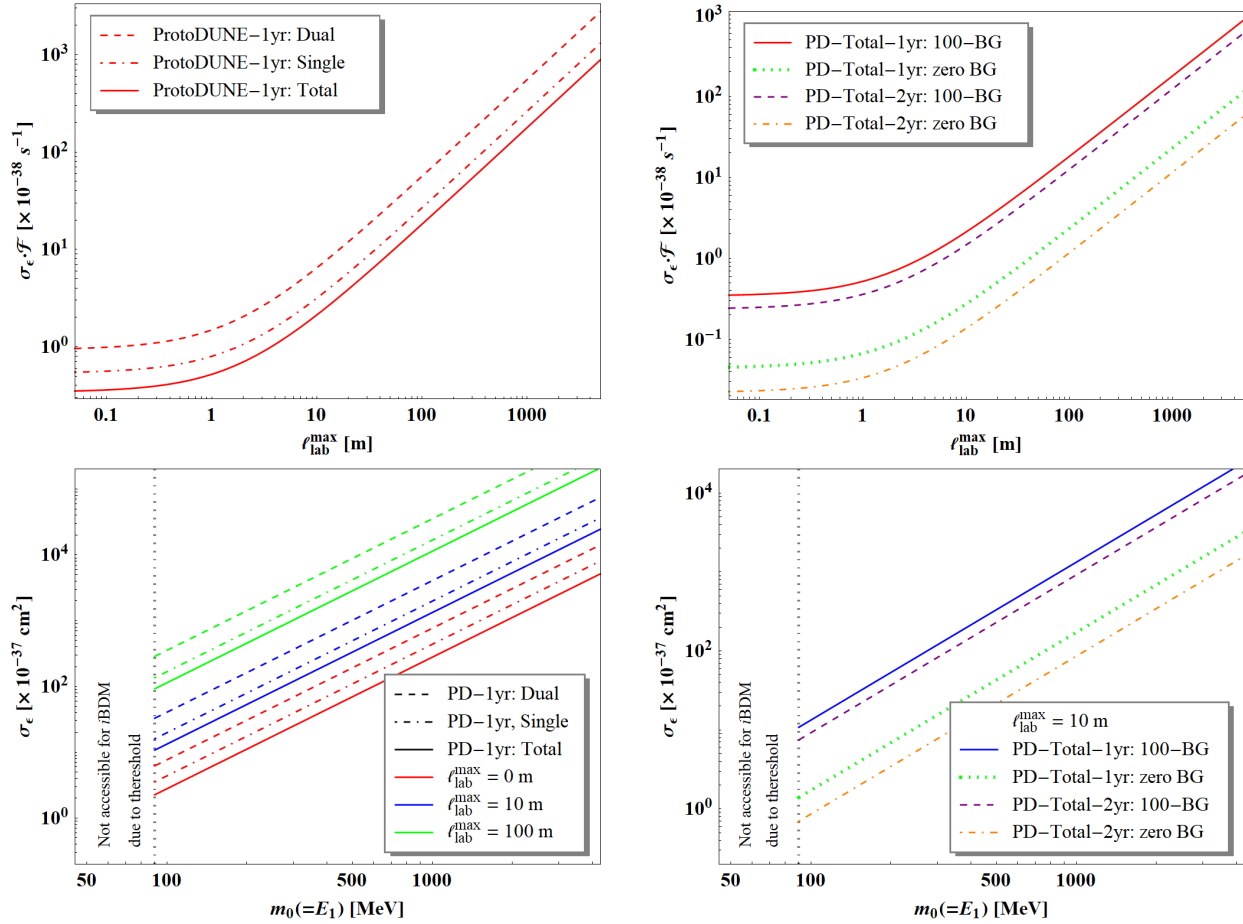 ProtoDUNE−1yr: Dual
ProtoDUNE−1yr: Single
ProtoDUNE−1yr: Total
10³
10²
10¹
10⁰
σ_ϵ·ℱ [× 10⁻³⁸ s⁻¹]
0.1 1 10 100 1000
ℓ_lab^max [m]
PD−Total−1yr: 100−BG
PD−Total−1yr: zero BG
PD−Total−2yr: 100−BG
PD−Total−2yr: zero BG
10³
10²
10¹
10⁰
10⁻¹
σ_ϵ·ℱ [× 10⁻³⁸ s⁻¹]
0.1 1 10 100 1000
ℓ_lab^max [m]
10⁴
10²
10⁰
σ_ϵ [× 10⁻³⁷ cm²]
Not accessible for iBDM
due to thereshold
PD−1yr: Dual
PD−1yr, Single
PD−1yr: Total
ℓ_lab^max = 0 m
ℓ_lab^max = 10 m
ℓ_lab^max = 100 m
50 100 500 1000
m₀(=E₁) [MeV]
10⁴
10²
10⁰
σ_ϵ [× 10⁻³⁷ cm²]
Not accessible for iBDM
due to thereshold
ℓ_lab^max = 10 m
PD−Total−1yr: 100−BG
PD−Total−1yr: zero BG
PD−Total−2yr: 100−BG
PD−Total−2yr: zero BG
50 100 500 1000
m₀(=E₁) [MeV]